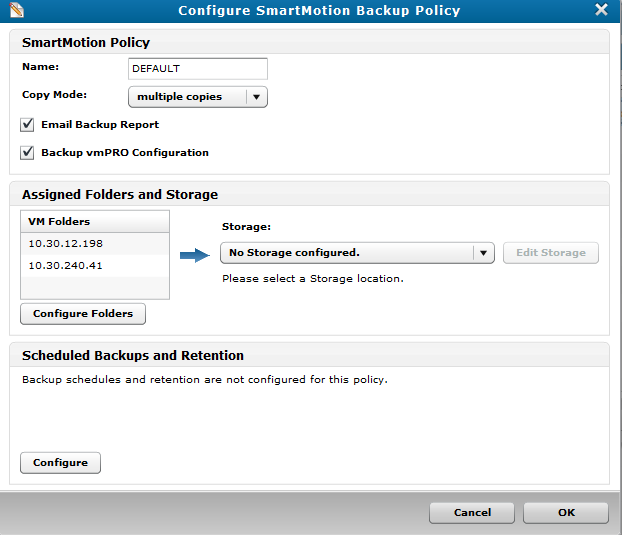 Configure SmartMotion Backup Policy
SmartMotion Policy
Name: DEFAULT
Copy Mode: multiple copies
Email Backup Report
Backup vmPRO Configuration
Assigned Folders and Storage
VM Folders
10.30.12.198
10.30.240.41
Configure Folders
Storage:
No Storage configured. Edit Storage
Please select a Storage location.
Scheduled Backups and Retention
Backup schedules and retention are not configured for this policy.
Configure
Cancel OK